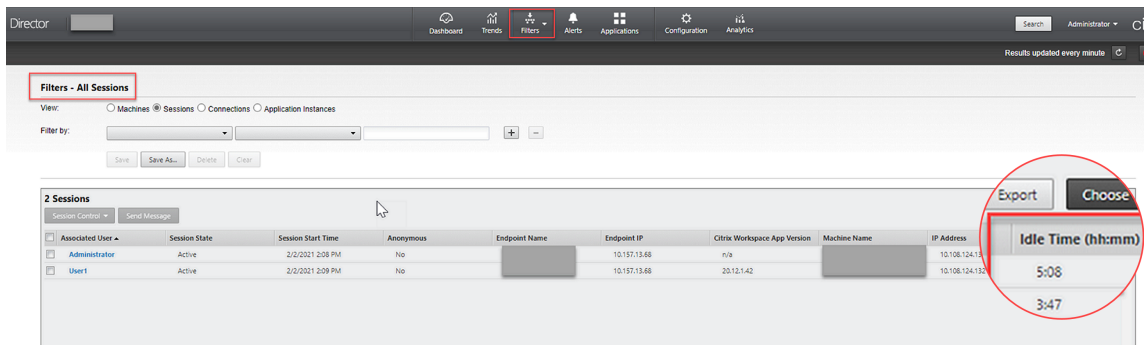 Director
Dashboard Trends Filters Alerts Applications Configuration Analytics
Search Administrator
Results updated every minute
Filters - All Sessions
View: Machines Sessions Connections Application Instances
Filter by:
+ −
Save Save As... Delete Clear
2 Sessions
Session Control Send Message
Export Choose
Associated User Session State Session Start Time Anonymous Endpoint Name Endpoint IP Citrix Workspace App Version Machine Name IP Address Idle Time (hh:mm)
Administrator Active 2/2/2021 2:08 PM No 10.157.13.68 n/a 5:08
User1 Active 2/2/2021 2:09 PM No 10.157.13.68 20.12.1.42 3:47